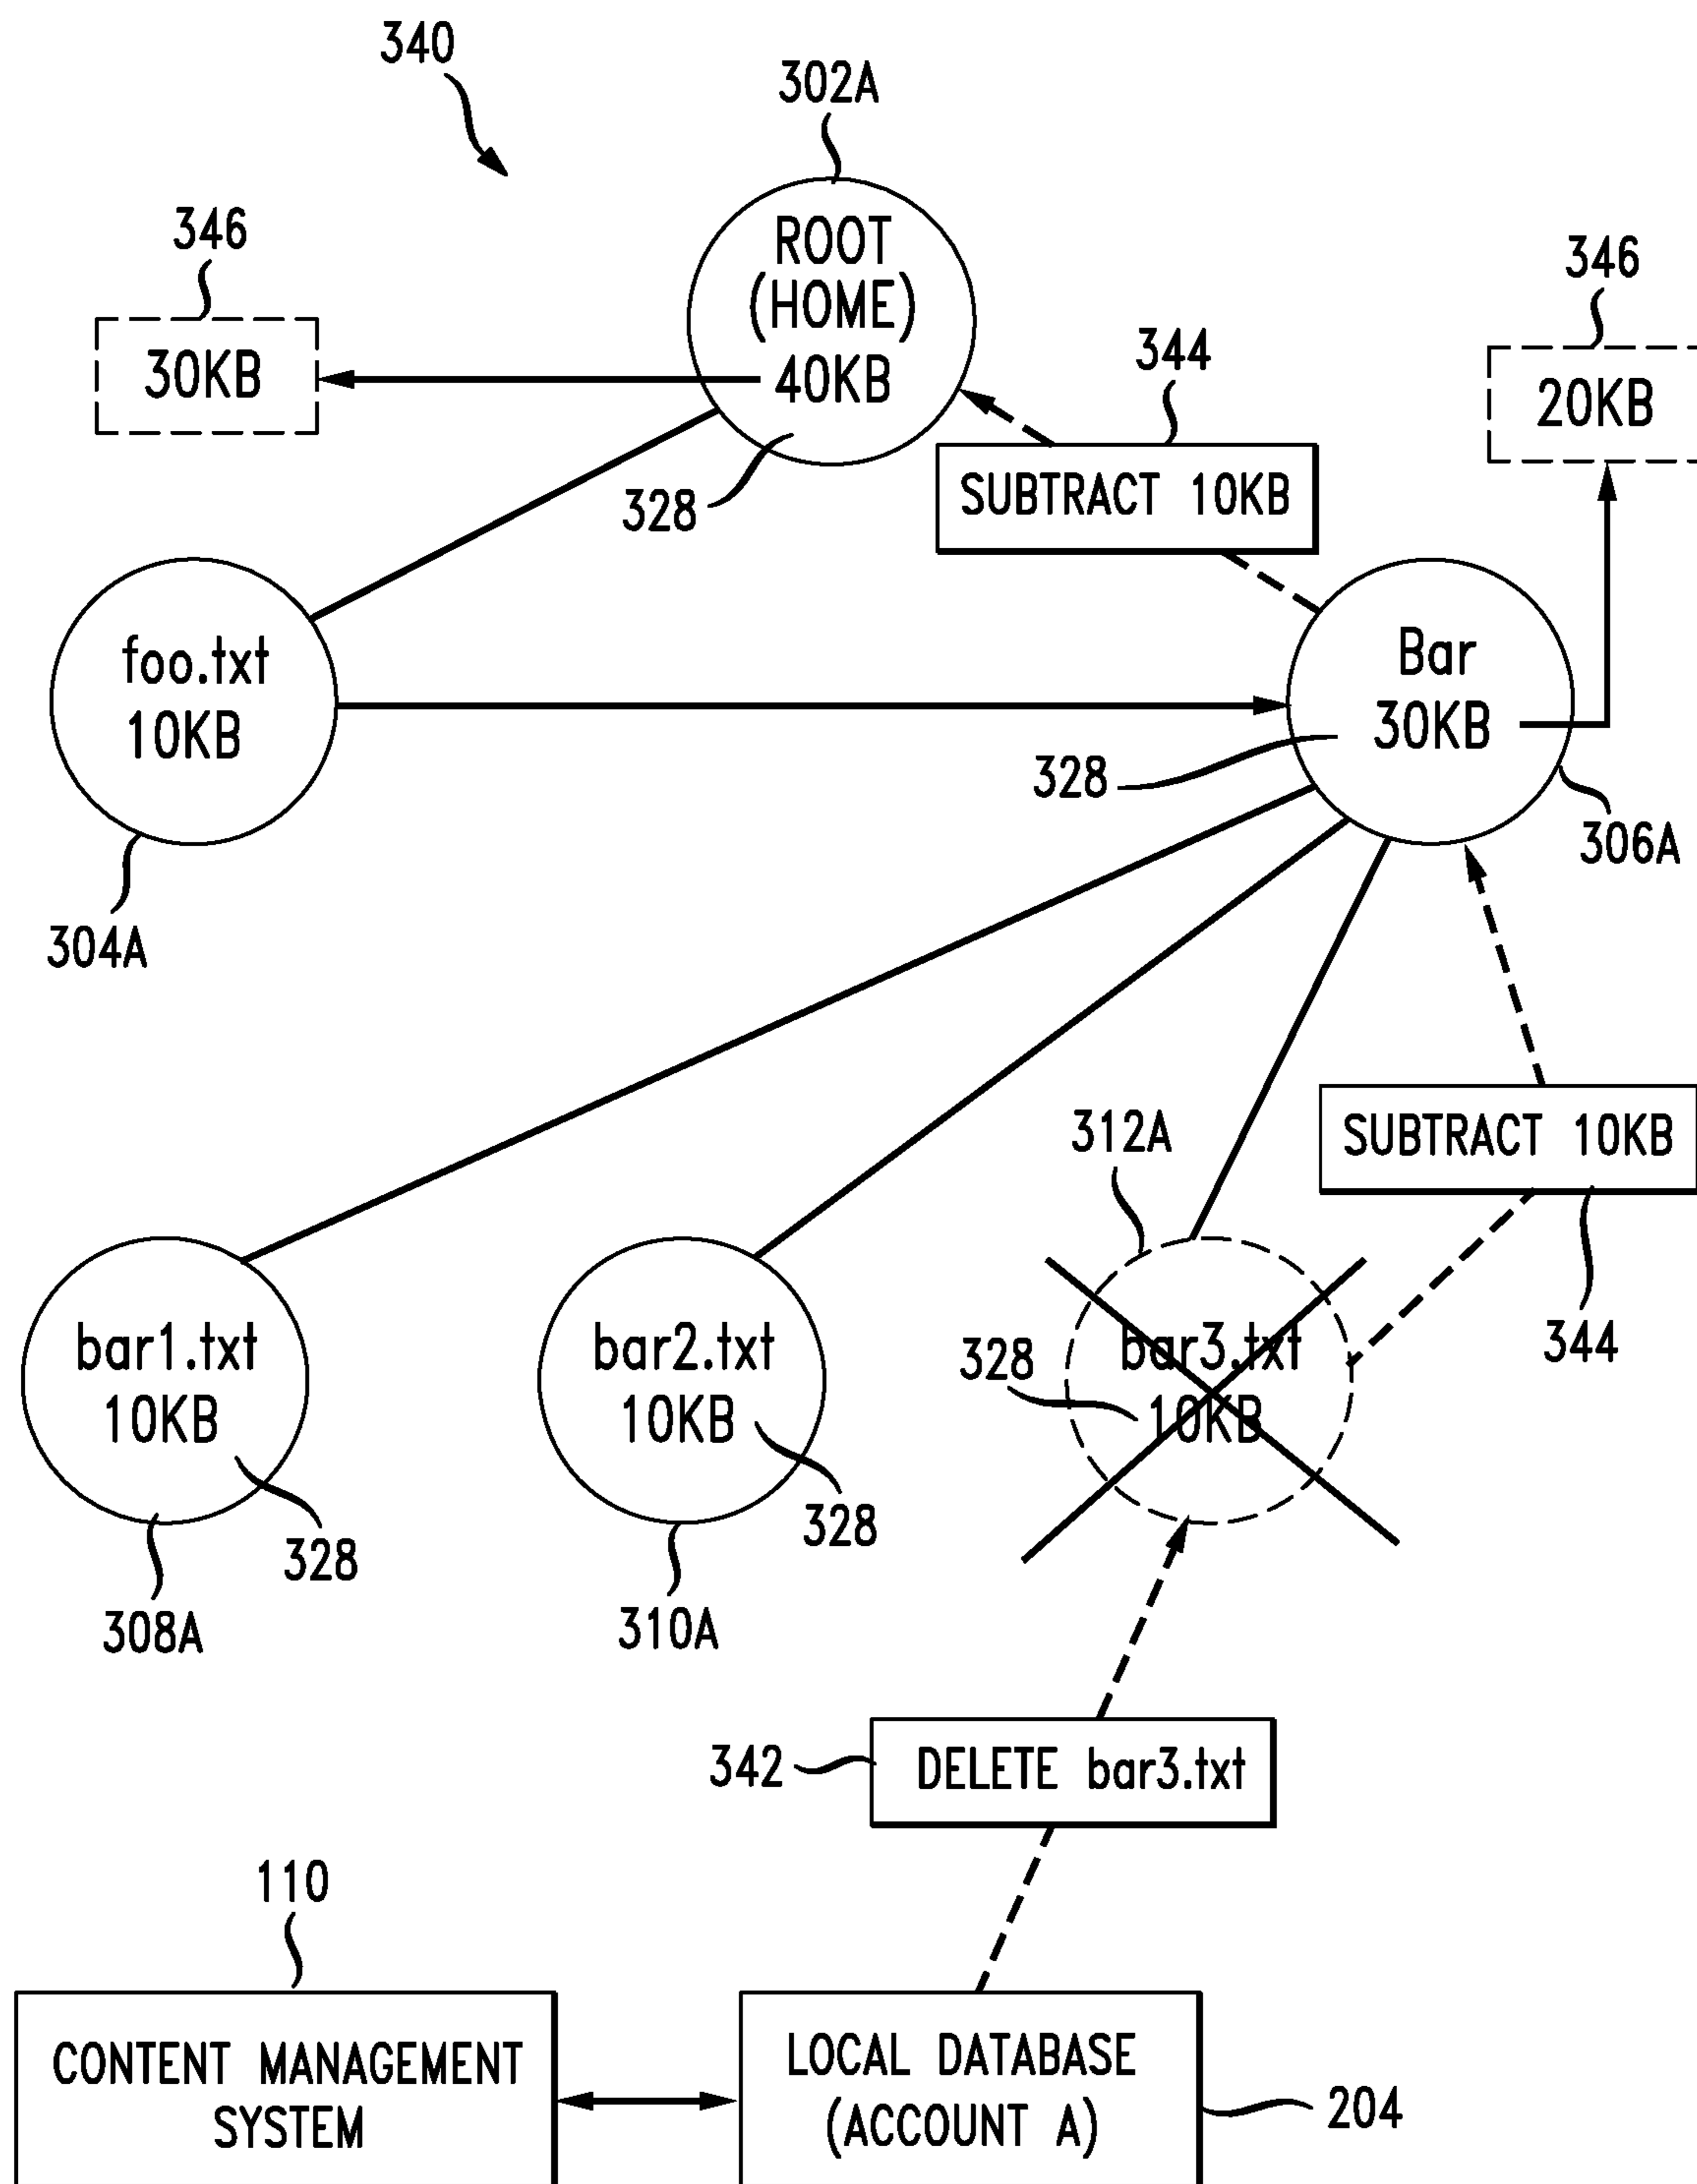 340
302A
346
ROOT
(HOME)
40KB
346
30KB
344
20KB
328
SUBTRACT 10KB
foo.txt
10KB
Bar
30KB
328
306A
304A
312A
SUBTRACT 10KB
bar1.txt
10KB
bar2.txt
10KB
328
bar3.txt
10KB
344
328
328
308A
310A
342
DELETE bar3.txt
110
CONTENT MANAGEMENT
SYSTEM
LOCAL DATABASE
(ACCOUNT A)
204